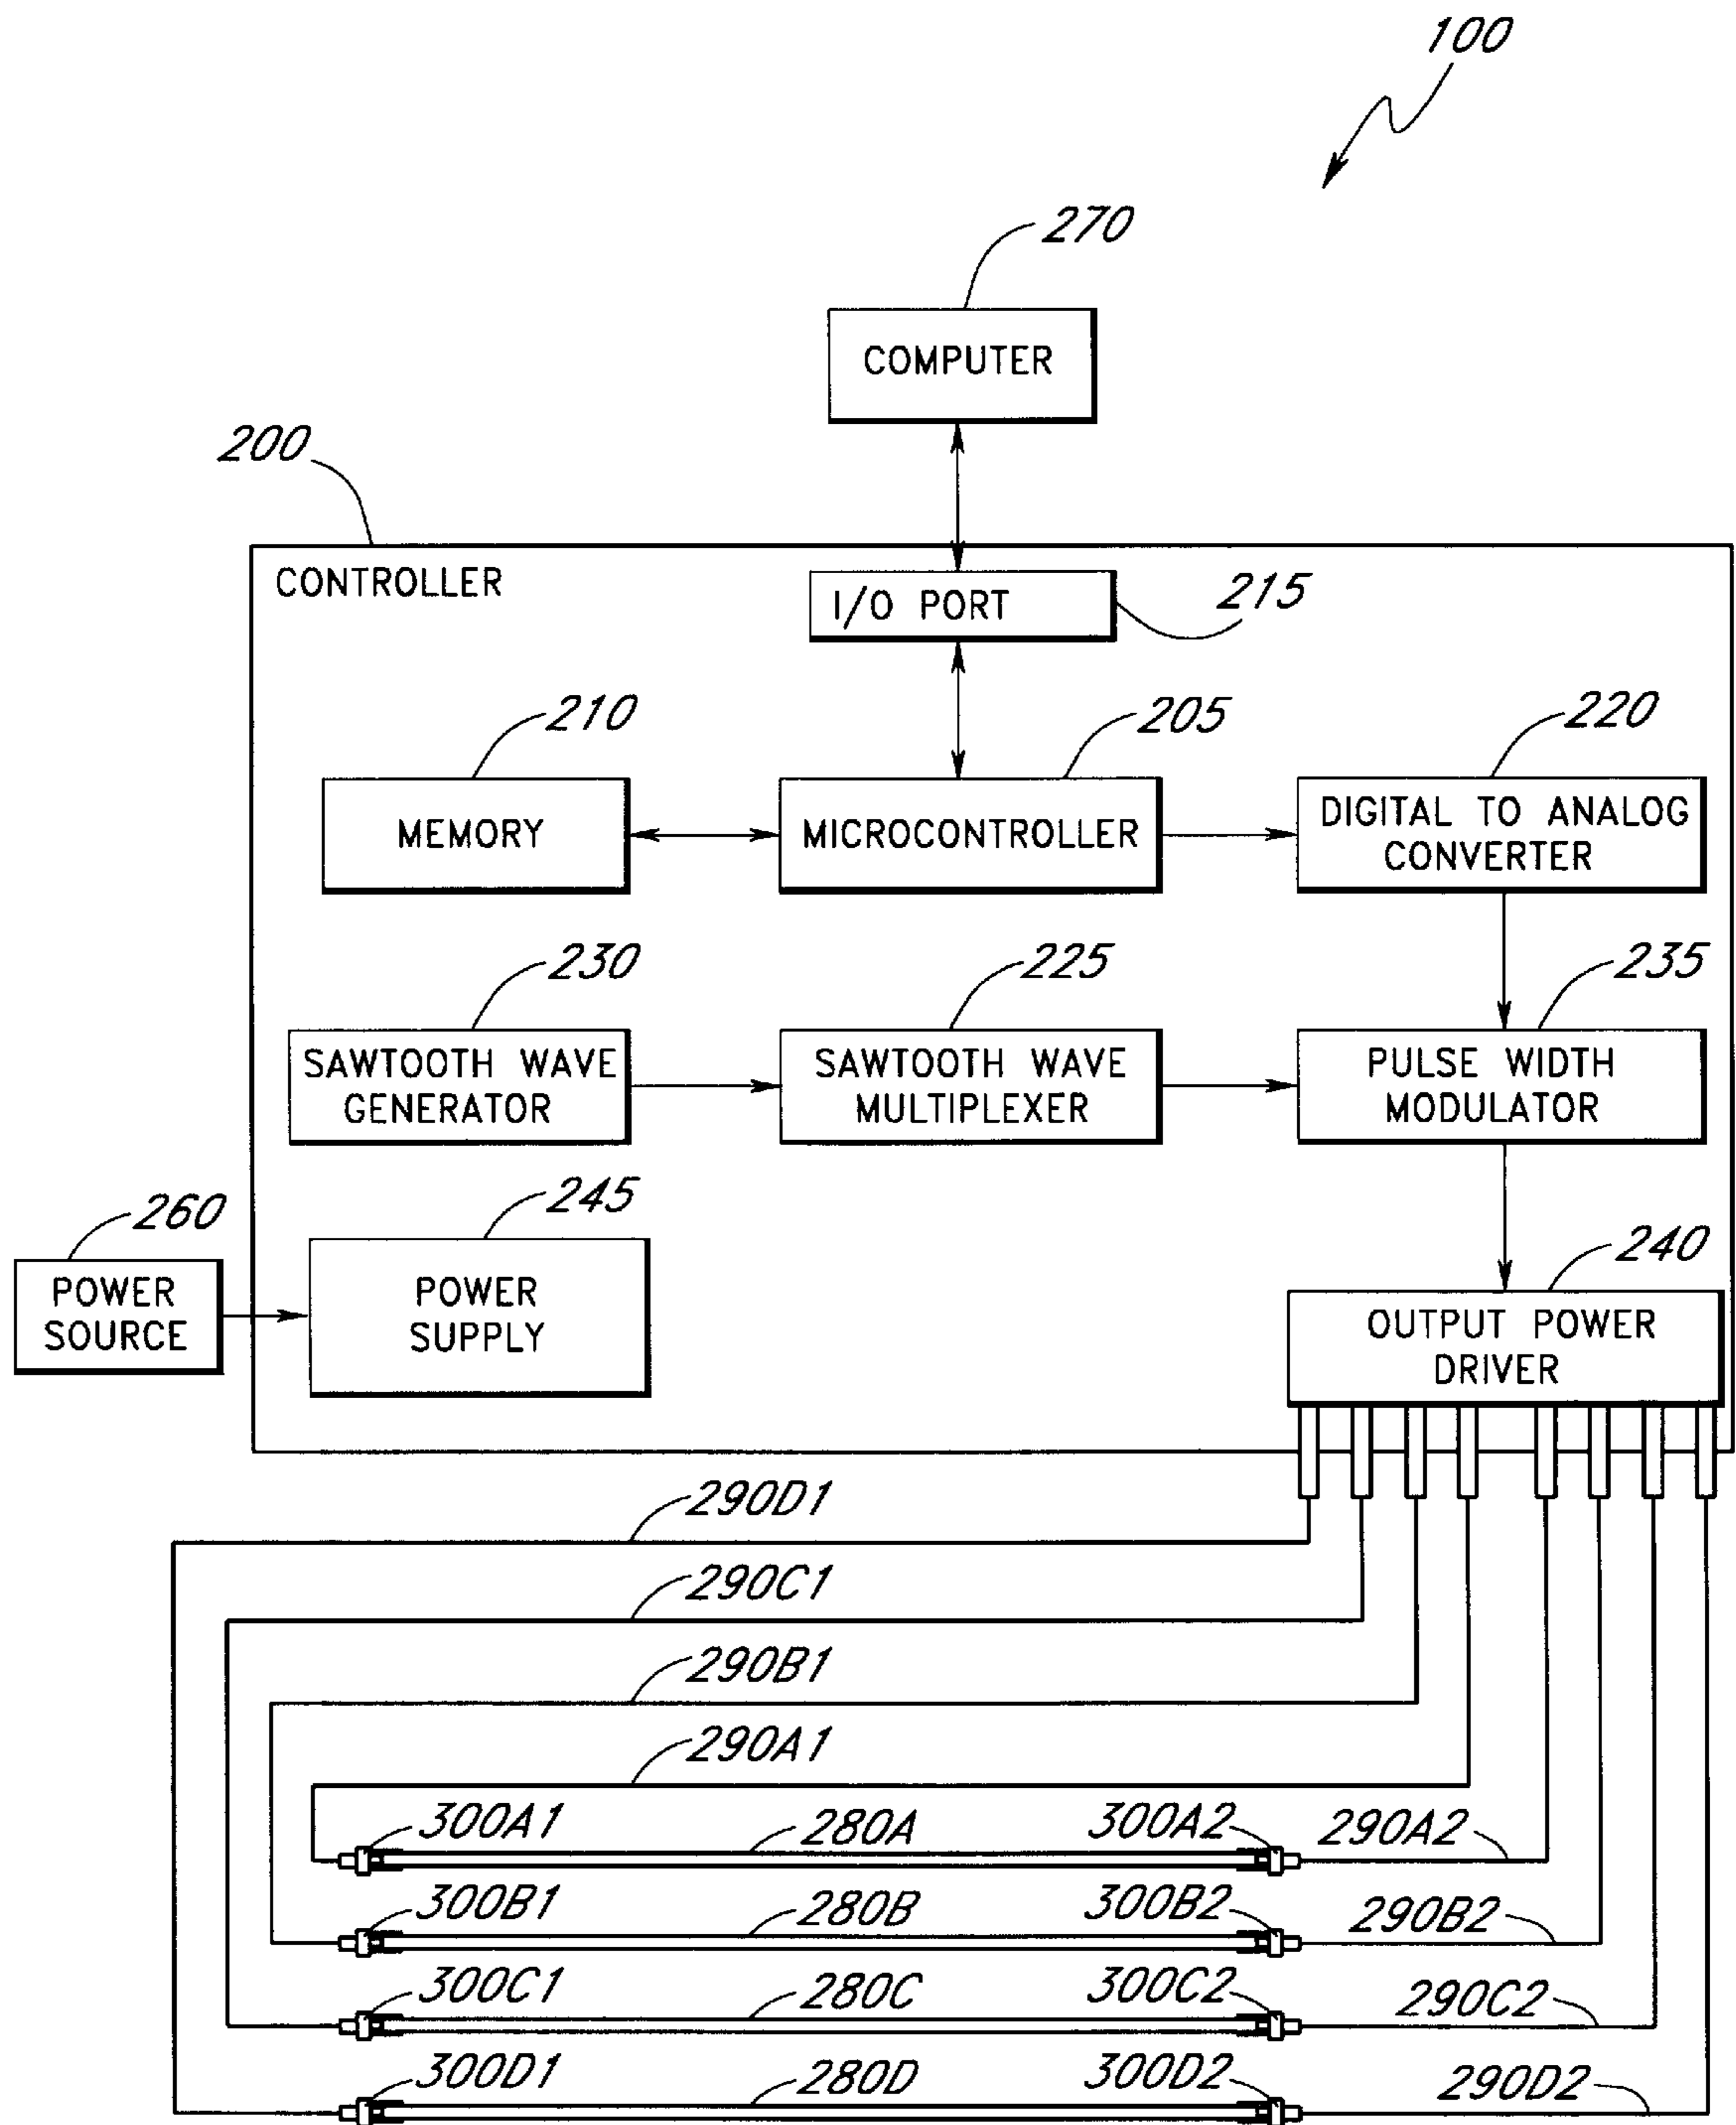 100
270
COMPUTER
200
CONTROLLER
I/O PORT
215
210
205
220
MEMORY
MICROCONTROLLER
DIGITAL TO ANALOG
CONVERTER
230
225
235
SAWTOOTH WAVE
GENERATOR
SAWTOOTH WAVE
MULTIPLEXER
PULSE WIDTH
MODULATOR
260
245
240
POWER
SOURCE
POWER
SUPPLY
OUTPUT POWER
DRIVER
290D1
290C1
290B1
290A1
300A1
280A
300A2
290A2
300B1
280B
300B2
290B2
300C1
280C
300C2
290C2
300D1
280D
300D2
290D2